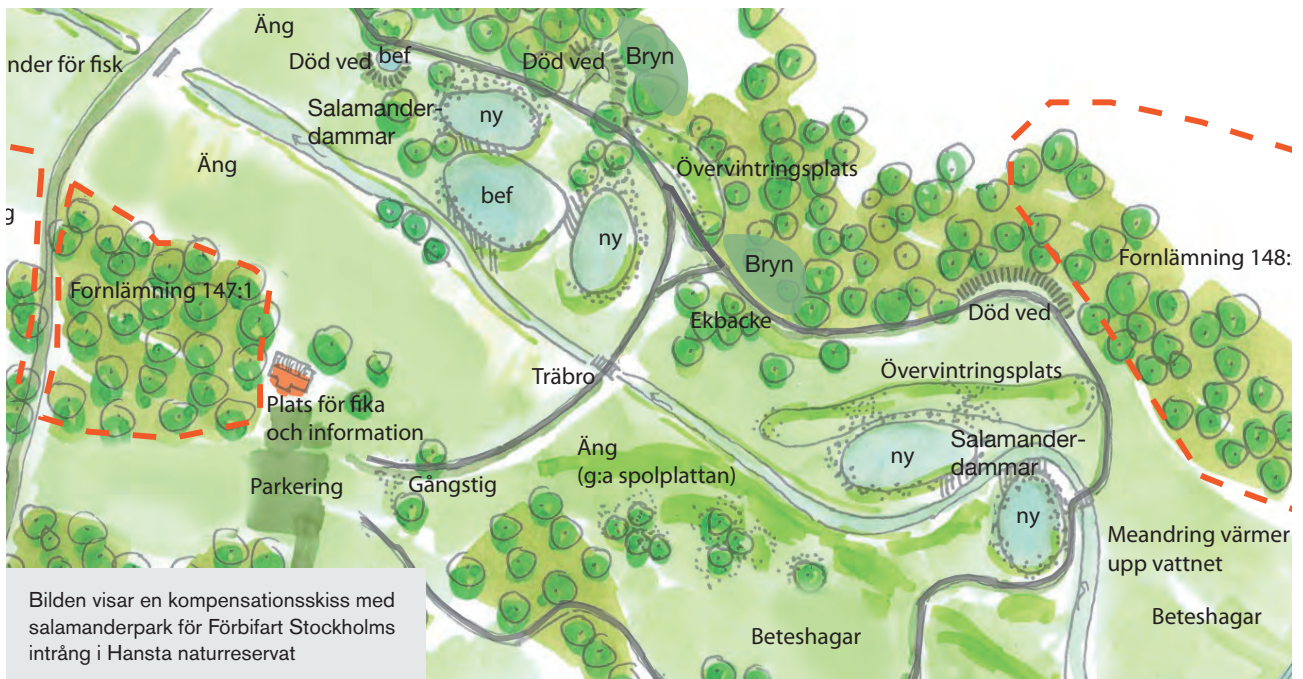 Äng
nder för fisk
Död ved
bef
Död ved
Bryn
Salamander-
dammar
ny
Äng
Övervintringsplats
bef
ny
g
Fornlämning 147:1
Bryn
Fornlämning 148:
Ekbacke
Död ved
Träbro
Övervintringsplats
Plats för fika
och information
Äng
(g:a spolplattan)
ny
Salamander-
dammar
Parkering
Gångstig
ny
Meandring värmer
upp vattnet
Beteshagar
Beteshagar
Bilden visar en kompensationsskiss med
salamanderpark för Förbifart Stockholms
intrång i Hansta naturreservat